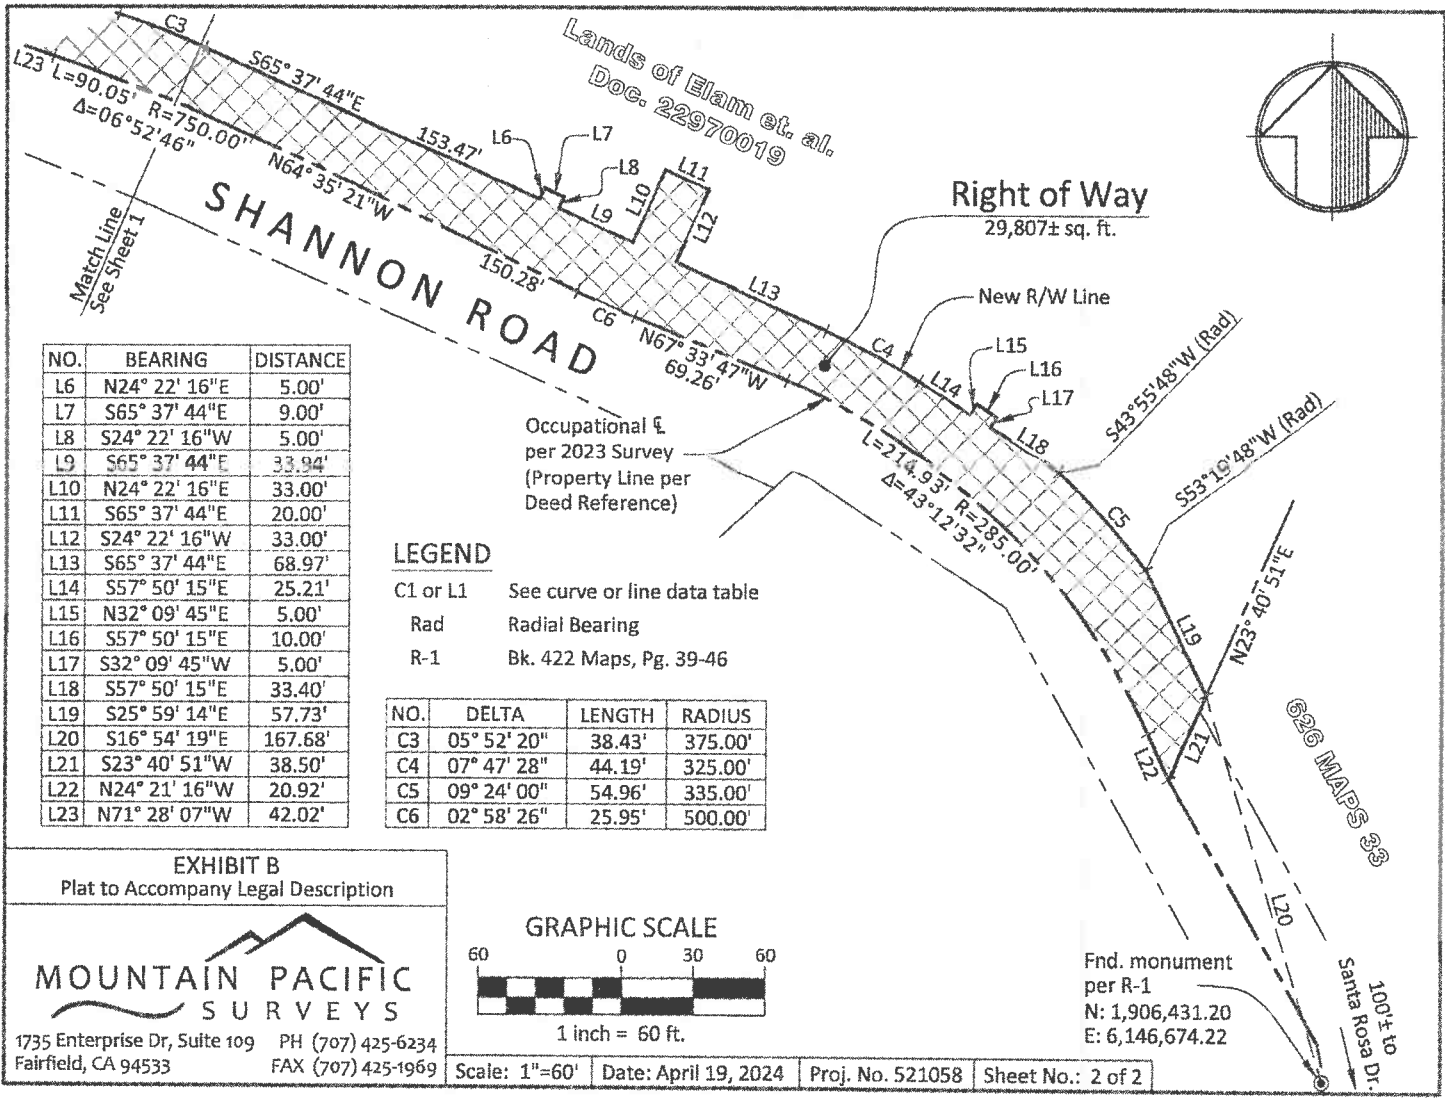 C3
S65° 37' 44"E
153.47'
L23
L=90.05' R=750.00'
Δ=06°52'46"
N64°35'21"W
150.28'
C6
N67°33'47"W
69.26'
Lands of Elam et. al.
Doc. 22970019
L6
L7
L8
L9
L10
L11
L12
L13
C4
L14
L15
L16
L17
L18
Right of Way
29,807± sq. ft.
New R/W Line
S43°55'48"W (Rad)
S53°19'48"W (Rad)
C5
L19
N23° 40' 51"E
L21
L22
L20
626 MAPS 33
SHANNON ROAD
Match Line
See Sheet 1
L=214.93' R=285.00'
Δ=43°12'32"
Occupational ℄
per 2023 Survey
(Property Line per
Deed Reference)
NO. BEARING DISTANCE
L6 N24° 22' 16"E 5.00'
L7 S65° 37' 44"E 9.00'
L8 S24° 22' 16"W 5.00'
L9 S65° 37' 44"E 33.94'
L10 N24° 22' 16"E 33.00'
L11 S65° 37' 44"E 20.00'
L12 S24° 22' 16"W 33.00'
L13 S65° 37' 44"E 68.97'
L14 S57° 50' 15"E 25.21'
L15 N32° 09' 45"E 5.00'
L16 S57° 50' 15"E 10.00'
L17 S32° 09' 45"W 5.00'
L18 S57° 50' 15"E 33.40'
L19 S25° 59' 14"E 57.73'
L20 S16° 54' 19"E 167.68'
L21 S23° 40' 51"W 38.50'
L22 N24° 21' 16"W 20.92'
L23 N71° 28' 07"W 42.02'
LEGEND
C1 or L1 See curve or line data table
Rad Radial Bearing
R-1 Bk. 422 Maps, Pg. 39-46
NO. DELTA LENGTH RADIUS
C3 05° 52' 20" 38.43' 375.00'
C4 07° 47' 28" 44.19' 325.00'
C5 09° 24' 00" 54.96' 335.00'
C6 02° 58' 26" 25.95' 500.00'
EXHIBIT B
Plat to Accompany Legal Description
MOUNTAIN PACIFIC
SURVEYS
1735 Enterprise Dr, Suite 109 PH (707) 425-6234
Fairfield, CA 94533 FAX (707) 425-1969
GRAPHIC SCALE
60 0 30 60
1 inch = 60 ft.
Fnd. monument
per R-1
N: 1,906,431.20
E: 6,146,674.22
100'± to
Santa Rosa Dr.
Scale: 1"=60' Date: April 19, 2024 Proj. No. 521058 Sheet No.: 2 of 2